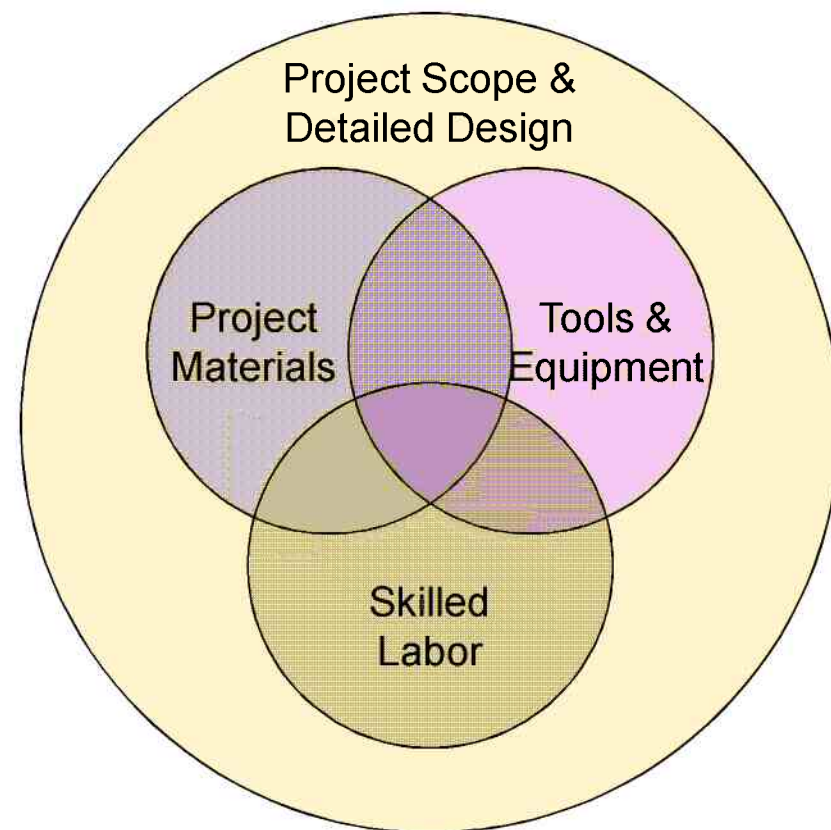 Project Scope &
Detailed Design
Project
Materials
Tools &
Equipment
Skilled
Labor